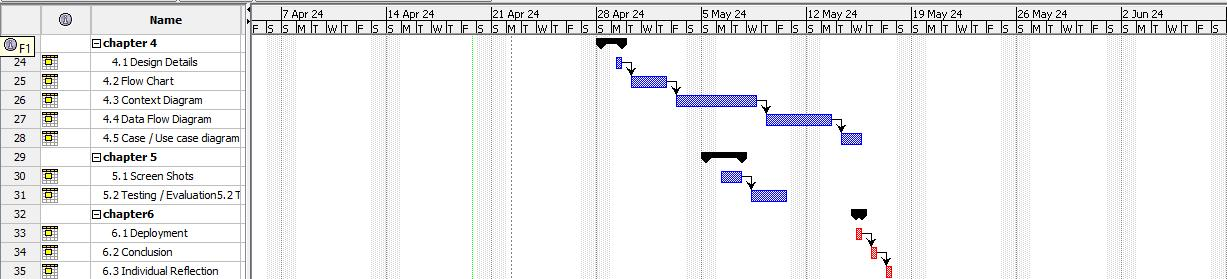 Name
7 Apr 24 14 Apr 24 21 Apr 24 28 Apr 24 5 May 24 12 May 24 19 May 24 26 May 24 2 Jun 24
F S S M T W T F S S M T W T F S S M T W T F S S M T W T F S S M T W T F S S M T W T F S S M T W T F S S M T W T F S S M T W T F S
F1 chapter 4
24 4.1 Design Details
25 4.2 Flow Chart
26 4.3 Context Diagram
27 4.4 Data Flow Diagram
28 4.5 Case / Use case diagram
29 chapter 5
30 5.1 Screen Shots
31 5.2 Testing / Evaluation5.2 T
32 chapter6
33 6.1 Deployment
34 6.2 Conclusion
35 6.3 Individual Reflection